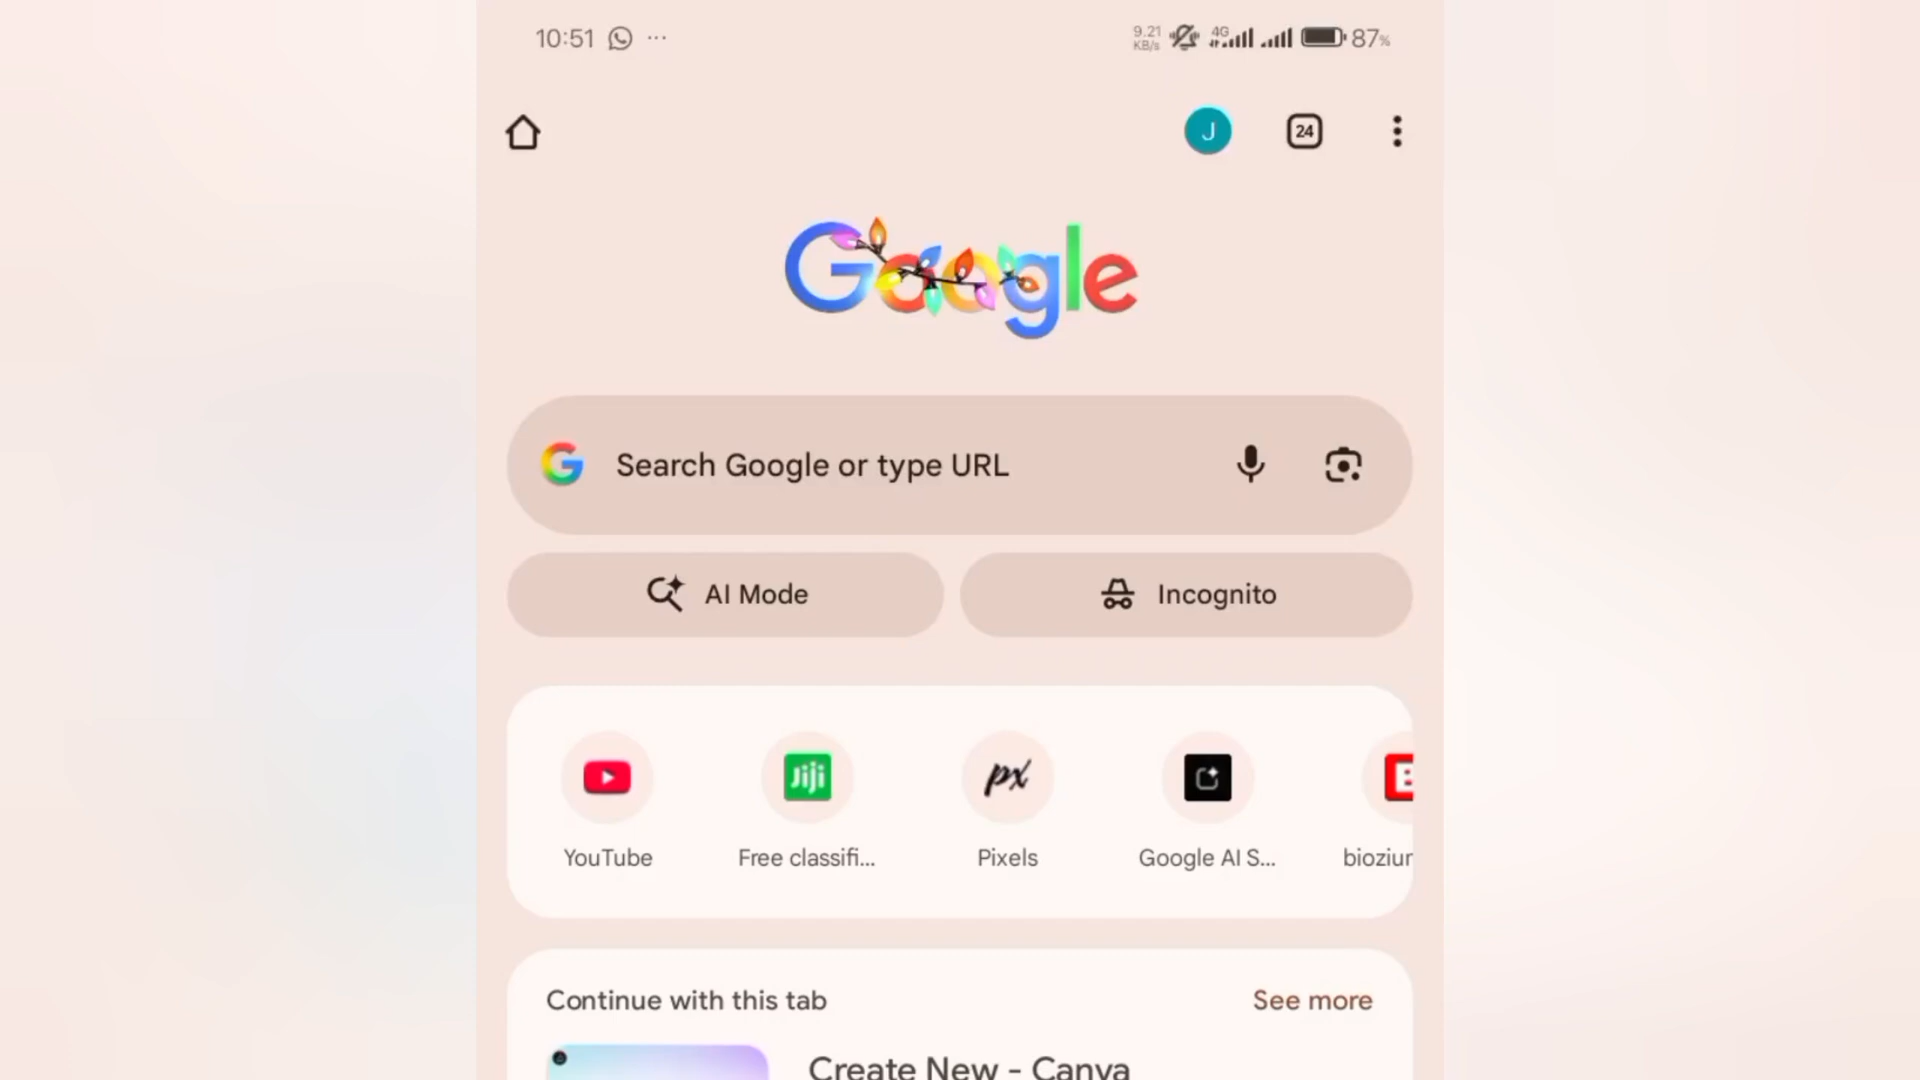 10:51 ... 9.21 KB/s 4G 87%
J 24
Google
G Search Google or type URL
AI Mode Incognito
Jiji px E
YouTube Free classifi... Pixels Google AI S... biozium
Continue with this tab See more
Create New - Canva